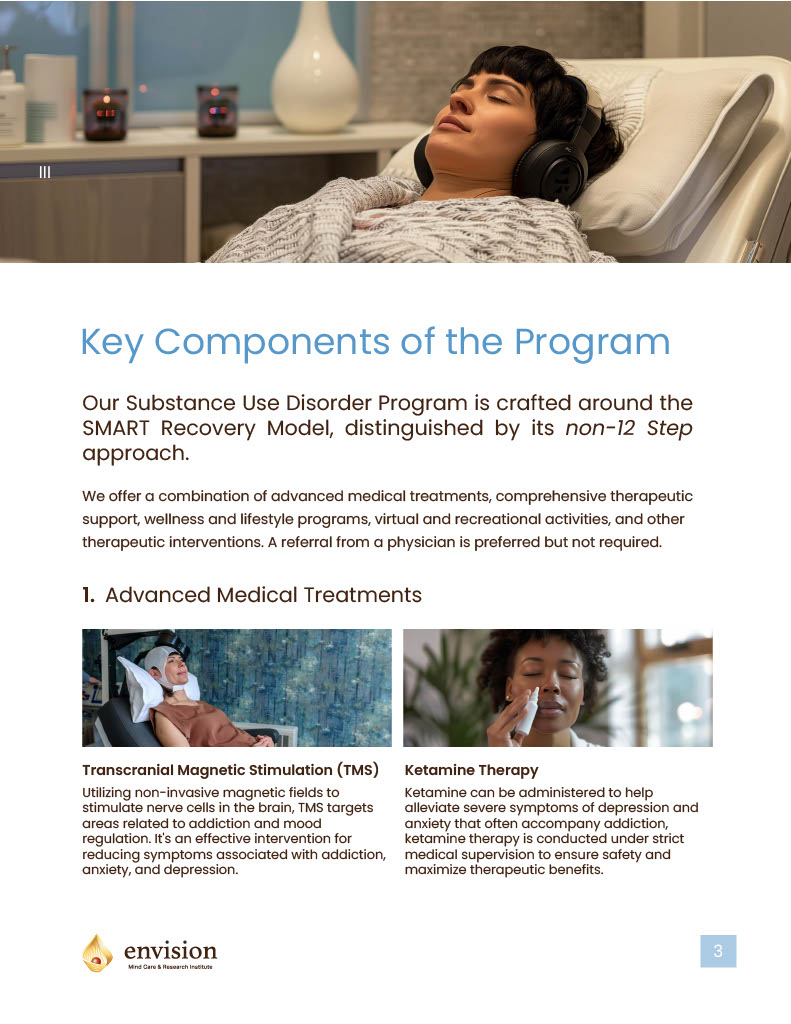 III
Key Components of the Program
Our Substance Use Disorder Program is crafted around the
SMART Recovery Model, distinguished by its non-12 Step
approach.
We offer a combination of advanced medical treatments, comprehensive therapeutic
support, wellness and lifestyle programs, virtual and recreational activities, and other
therapeutic interventions. A referral from a physician is preferred but not required.
1. Advanced Medical Treatments
Transcranial Magnetic Stimulation (TMS)
Utilizing non-invasive magnetic fields to
stimulate nerve cells in the brain, TMS targets
areas related to addiction and mood
regulation. It's an effective intervention for
reducing symptoms associated with addiction,
anxiety, and depression.
Ketamine Therapy
Ketamine can be administered to help
alleviate severe symptoms of depression and
anxiety that often accompany addiction,
ketamine therapy is conducted under strict
medical supervision to ensure safety and
maximize therapeutic benefits.
envision
Mind Care & Research Institute
3